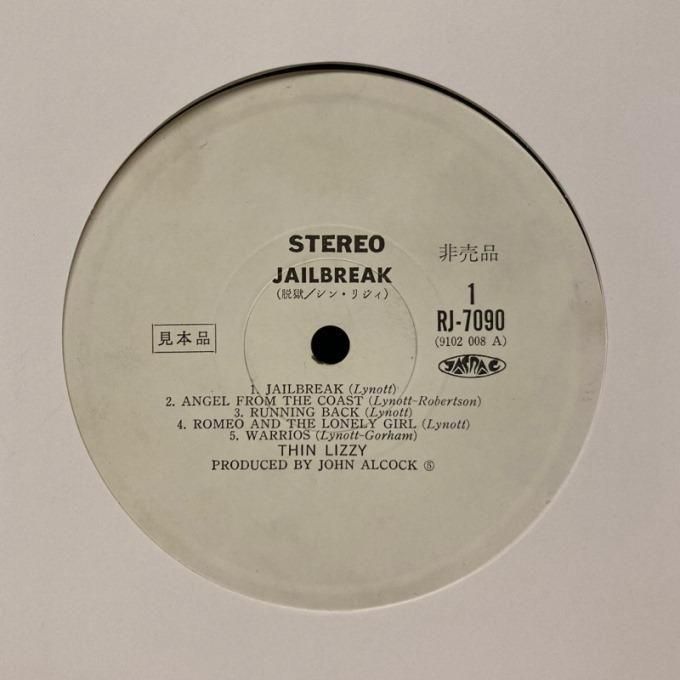 STEREO
非売品
JAILBREAK
(脱獄/シン・リジィ)
1
RJ-7090
(9102 008 A)
見本品
JASRAC
1. JAILBREAK (Lynott)
2. ANGEL FROM THE COAST (Lynott-Robertson)
3. RUNNING BACK (Lynott)
4. ROMEO AND THE LONELY GIRL (Lynott)
5. WARRIOS (Lynott-Gorham)
THIN LIZZY
PRODUCED BY JOHN ALCOCK Ⓢ